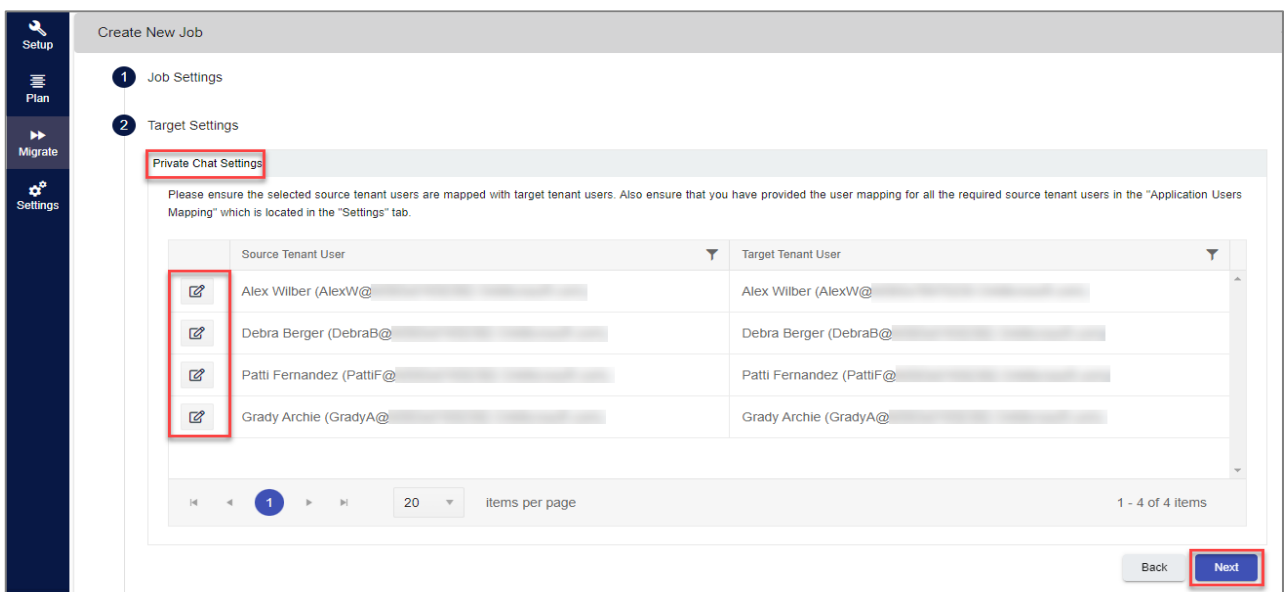 Setup
Plan
Migrate
Settings
Create New Job
1 Job Settings
2 Target Settings
Private Chat Settings
Please ensure the selected source tenant users are mapped with target tenant users. Also ensure that you have provided the user mapping for all the required source tenant users in the "Application Users
Mapping" which is located in the "Settings" tab.
Source Tenant User Target Tenant User
Alex Wilber (AlexW@ Alex Wilber (AlexW@
Debra Berger (DebraB@ Debra Berger (DebraB@
Patti Fernandez (PattiF@ Patti Fernandez (PattiF@
Grady Archie (GradyA@ Grady Archie (GradyA@
1 20 items per page 1 - 4 of 4 items
Back Next